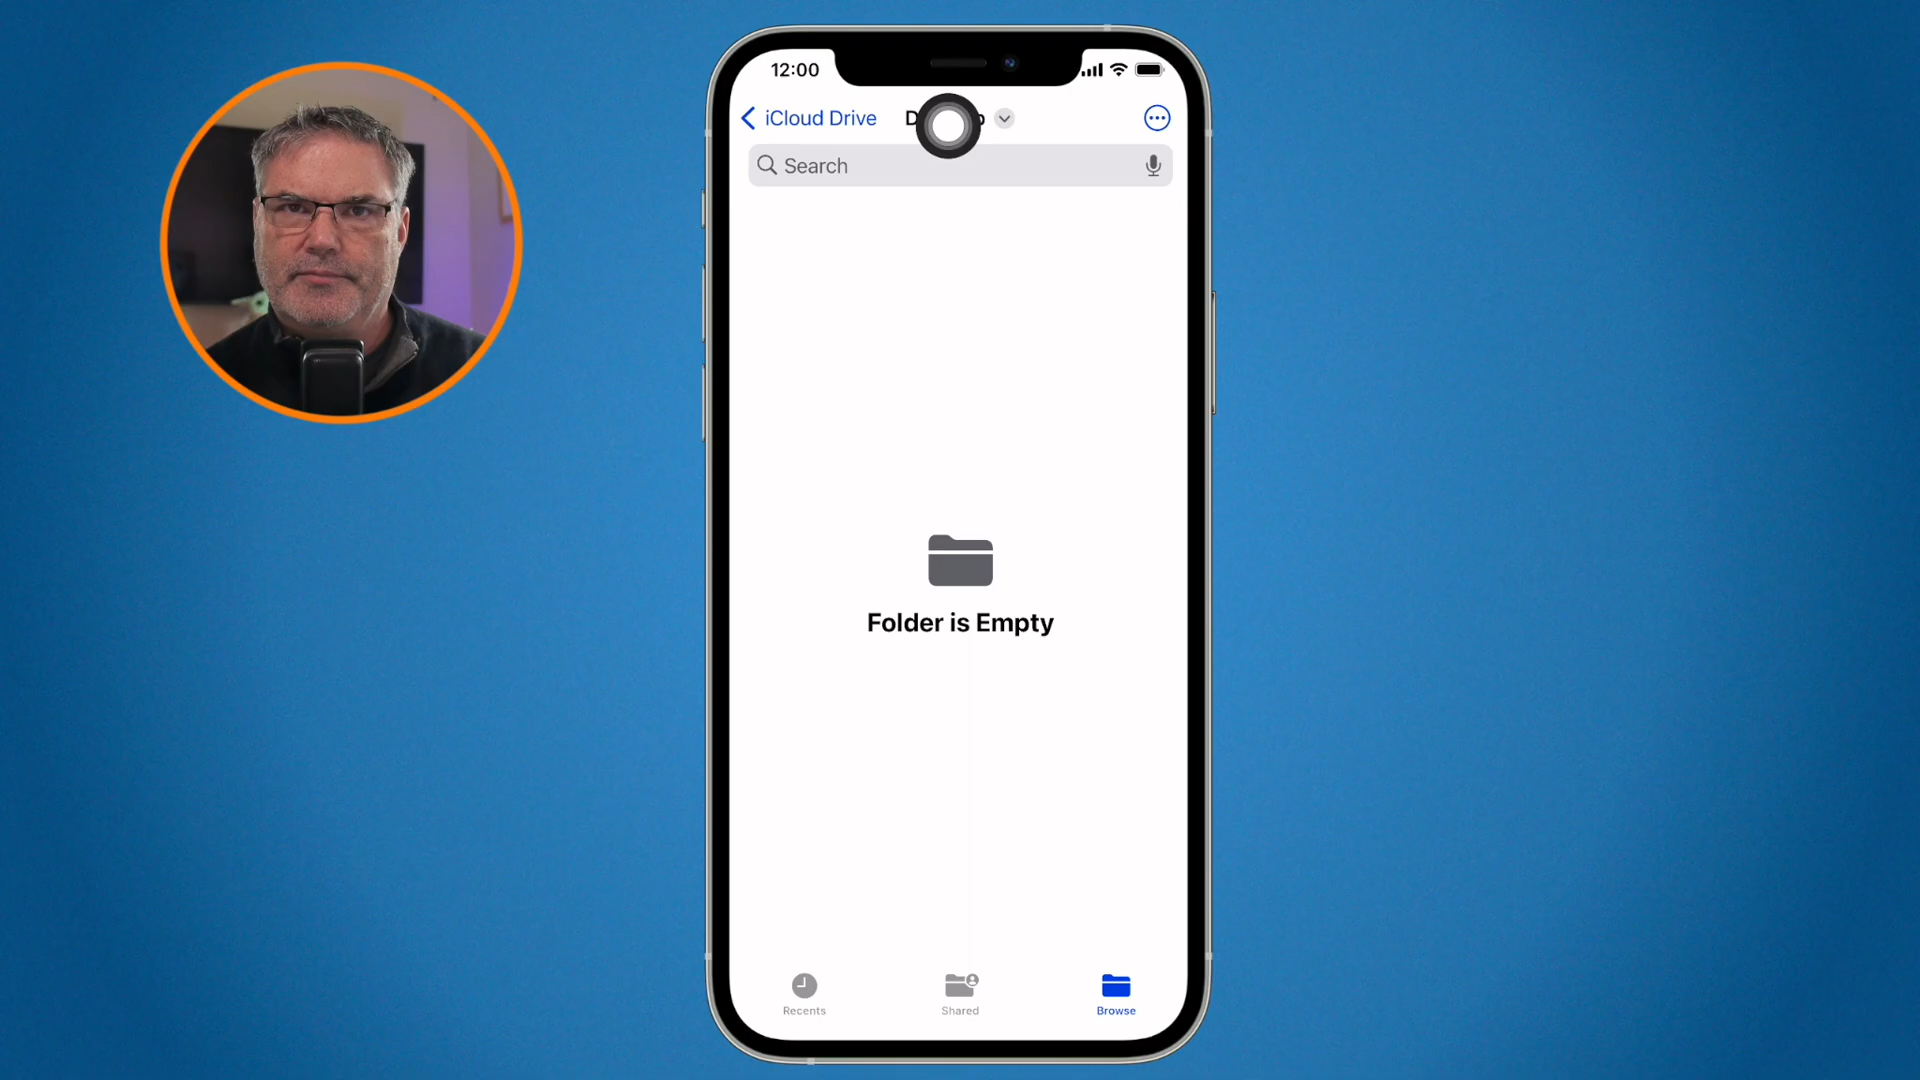 12:00
iCloud Drive
Search
Folder is Empty
Recents
Shared
Browse